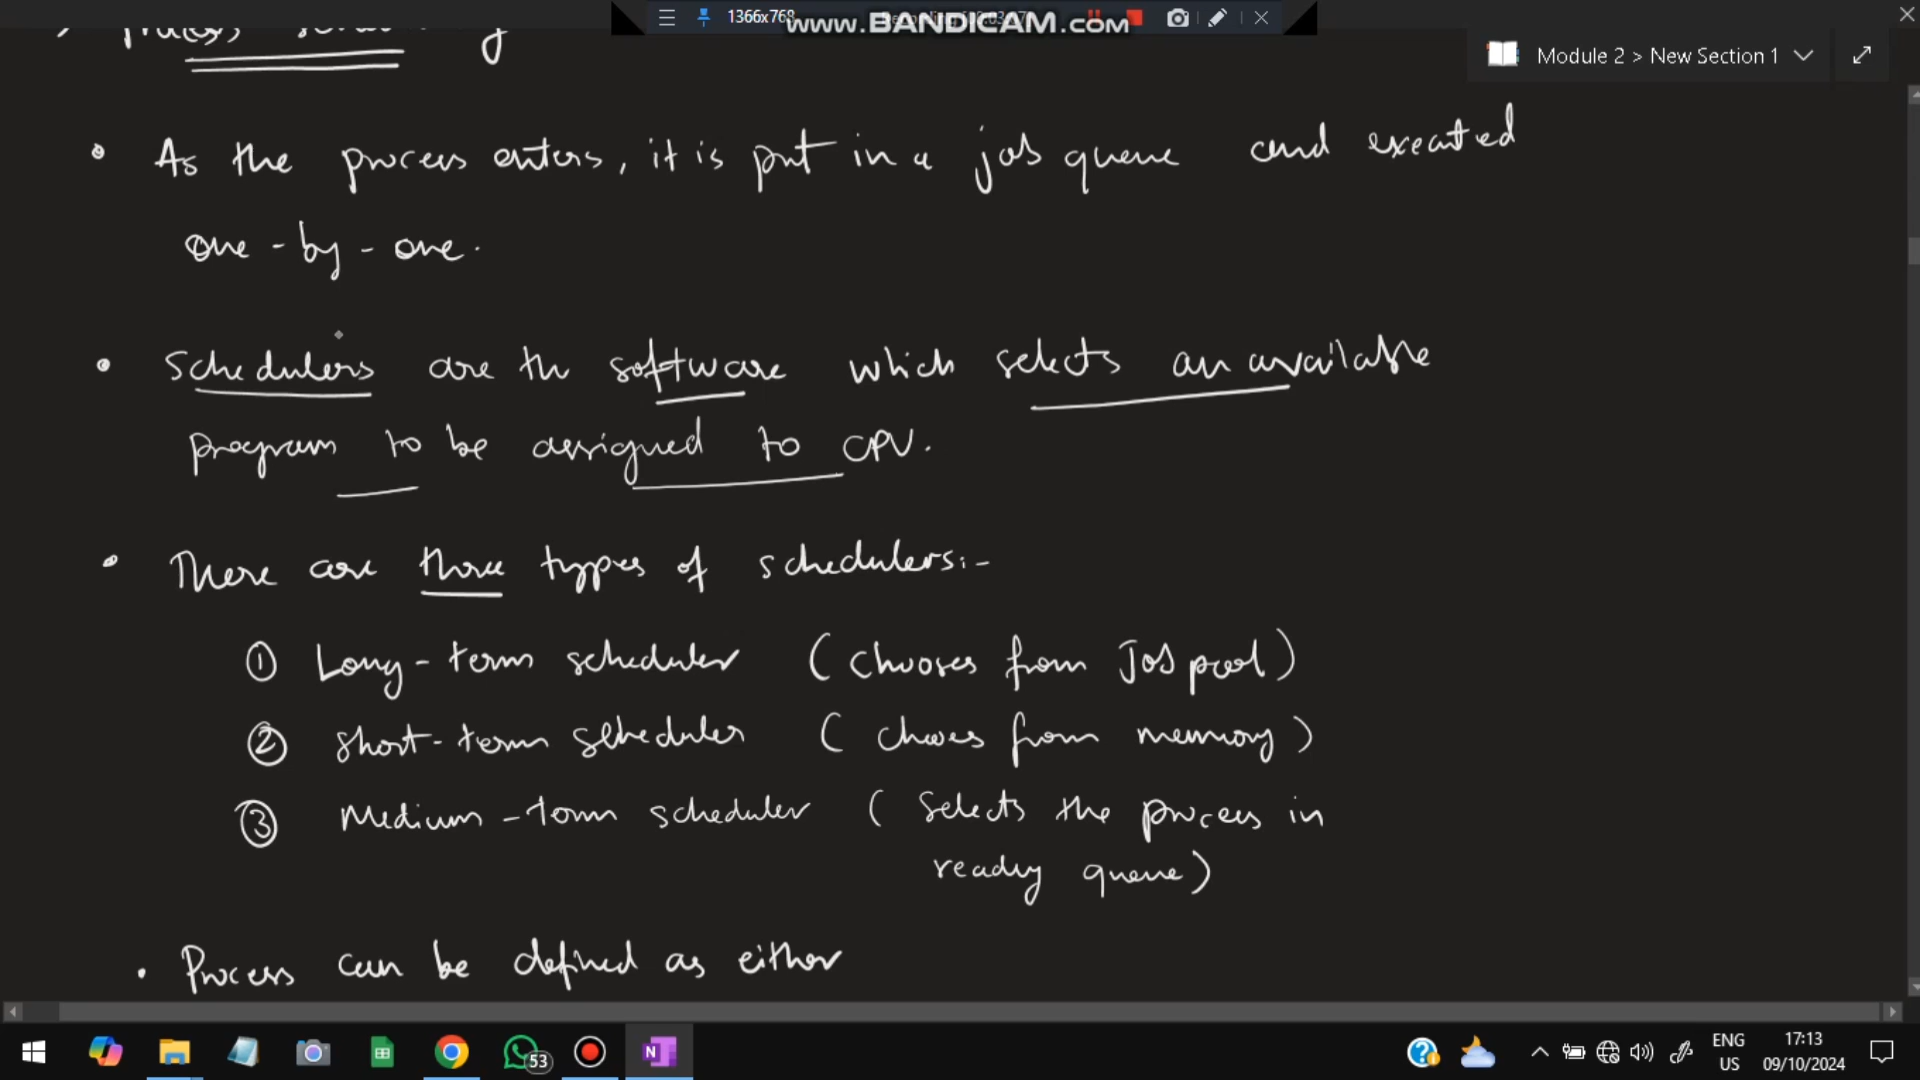 1366x768
www.BANDICAM.com
Module 2 > New Section 1
• As the process enters, it is put in a job queue and executed
one-by-one.
• Schedulers are the software which selects an available
program to be assigned to CPU.
• There are three types of schedulers:-
① Long-term scheduler (chooses from Job pool)
② Short-term scheduler (chooses from memory)
③ Medium-term scheduler (Selects the process in
ready queue)
• Process can be defined as either
53
ENG
US
17:13
09/10/2024